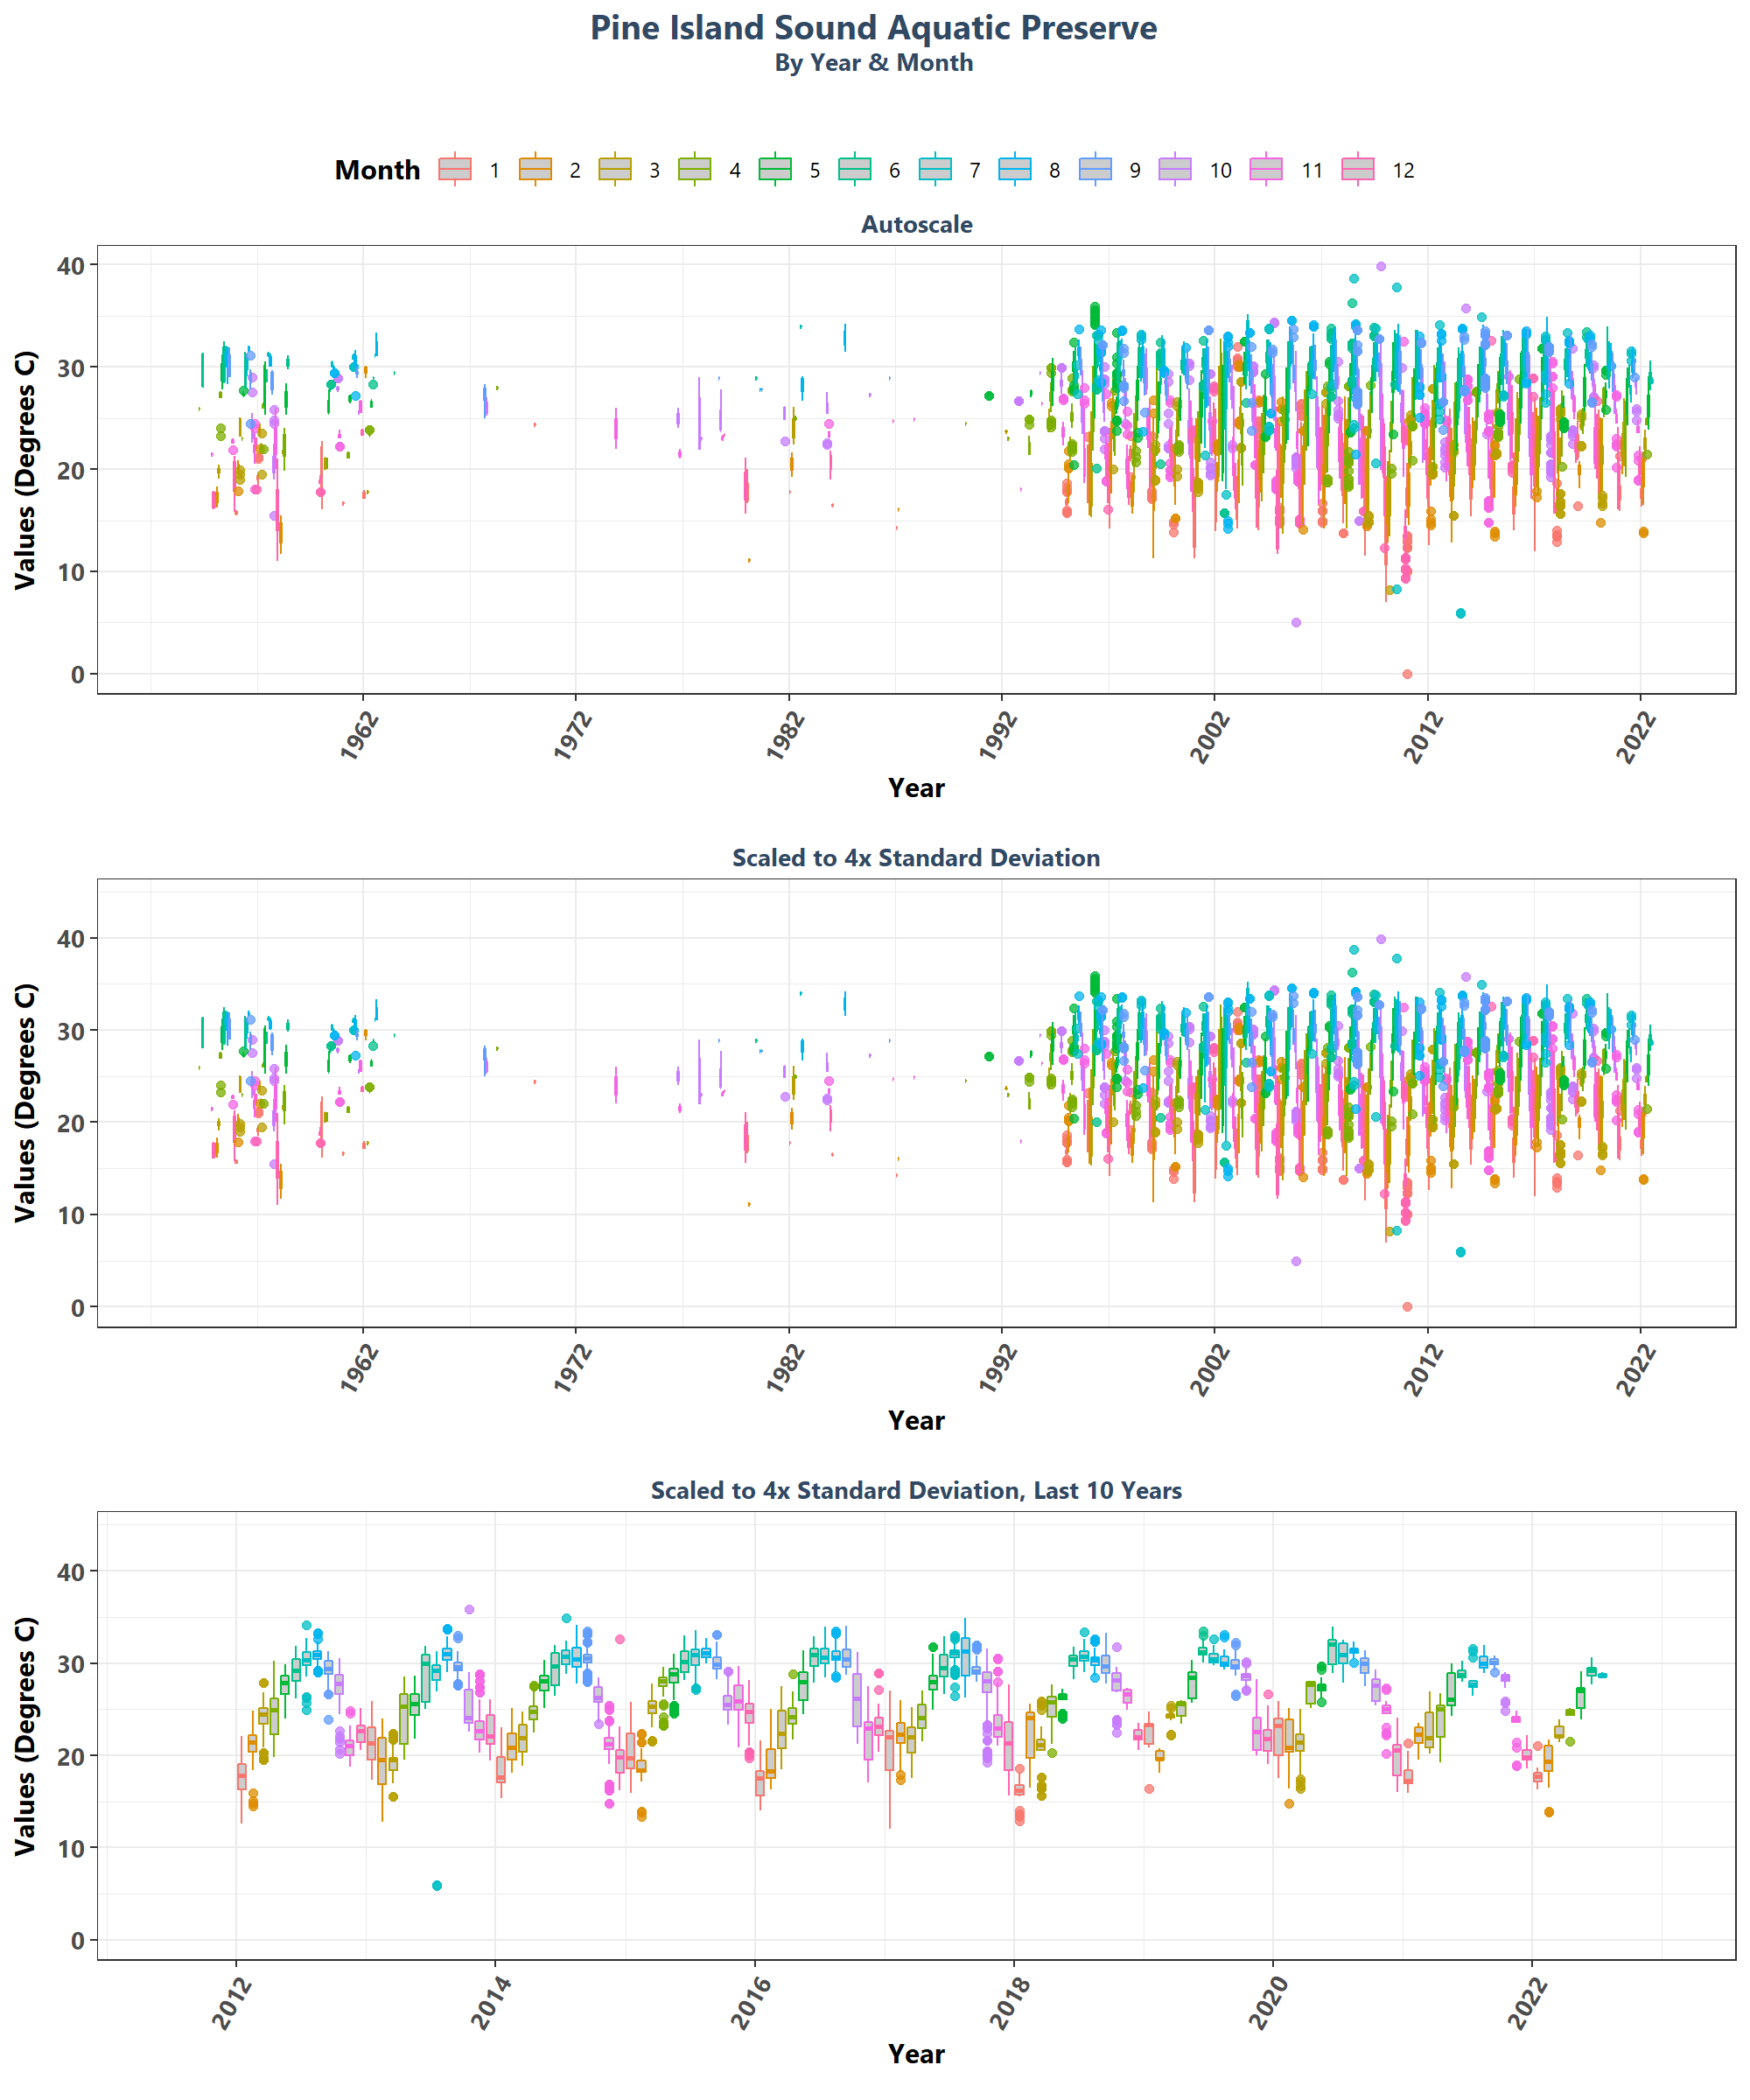 Pine Island Sound Aquatic Preserve
By Year & Month
Month 1 2 3 4 5 6 7 8 9 10 11 12
Autoscale
Values (Degrees C)
40
30
20
10
0
1962 1972 1982 1992 2002 2012 2022
Year
Scaled to 4x Standard Deviation
Values (Degrees C)
40
30
20
10
0
1962 1972 1982 1992 2002 2012 2022
Year
Scaled to 4x Standard Deviation, Last 10 Years
Values (Degrees C)
40
30
20
10
0
2012 2014 2016 2018 2020 2022
Year